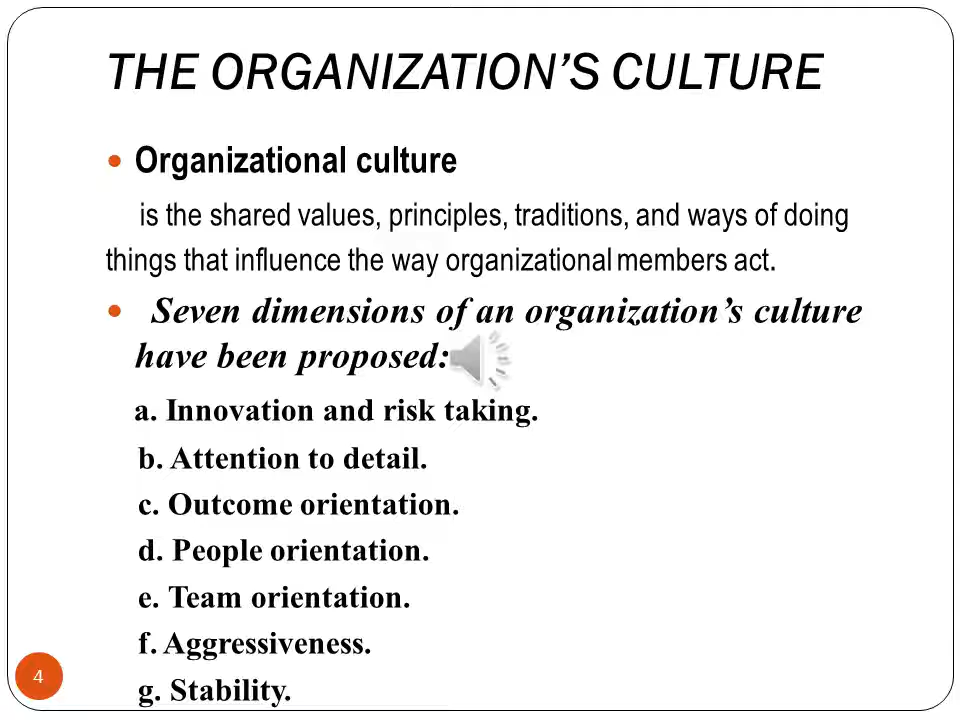 THE ORGANIZATION’S CULTURE
• Organizational culture
is the shared values, principles, traditions, and ways of doing
things that influence the way organizational members act.
• Seven dimensions of an organization’s culture
have been proposed:
a. Innovation and risk taking.
b. Attention to detail.
c. Outcome orientation.
d. People orientation.
e. Team orientation.
f. Aggressiveness.
g. Stability.
4